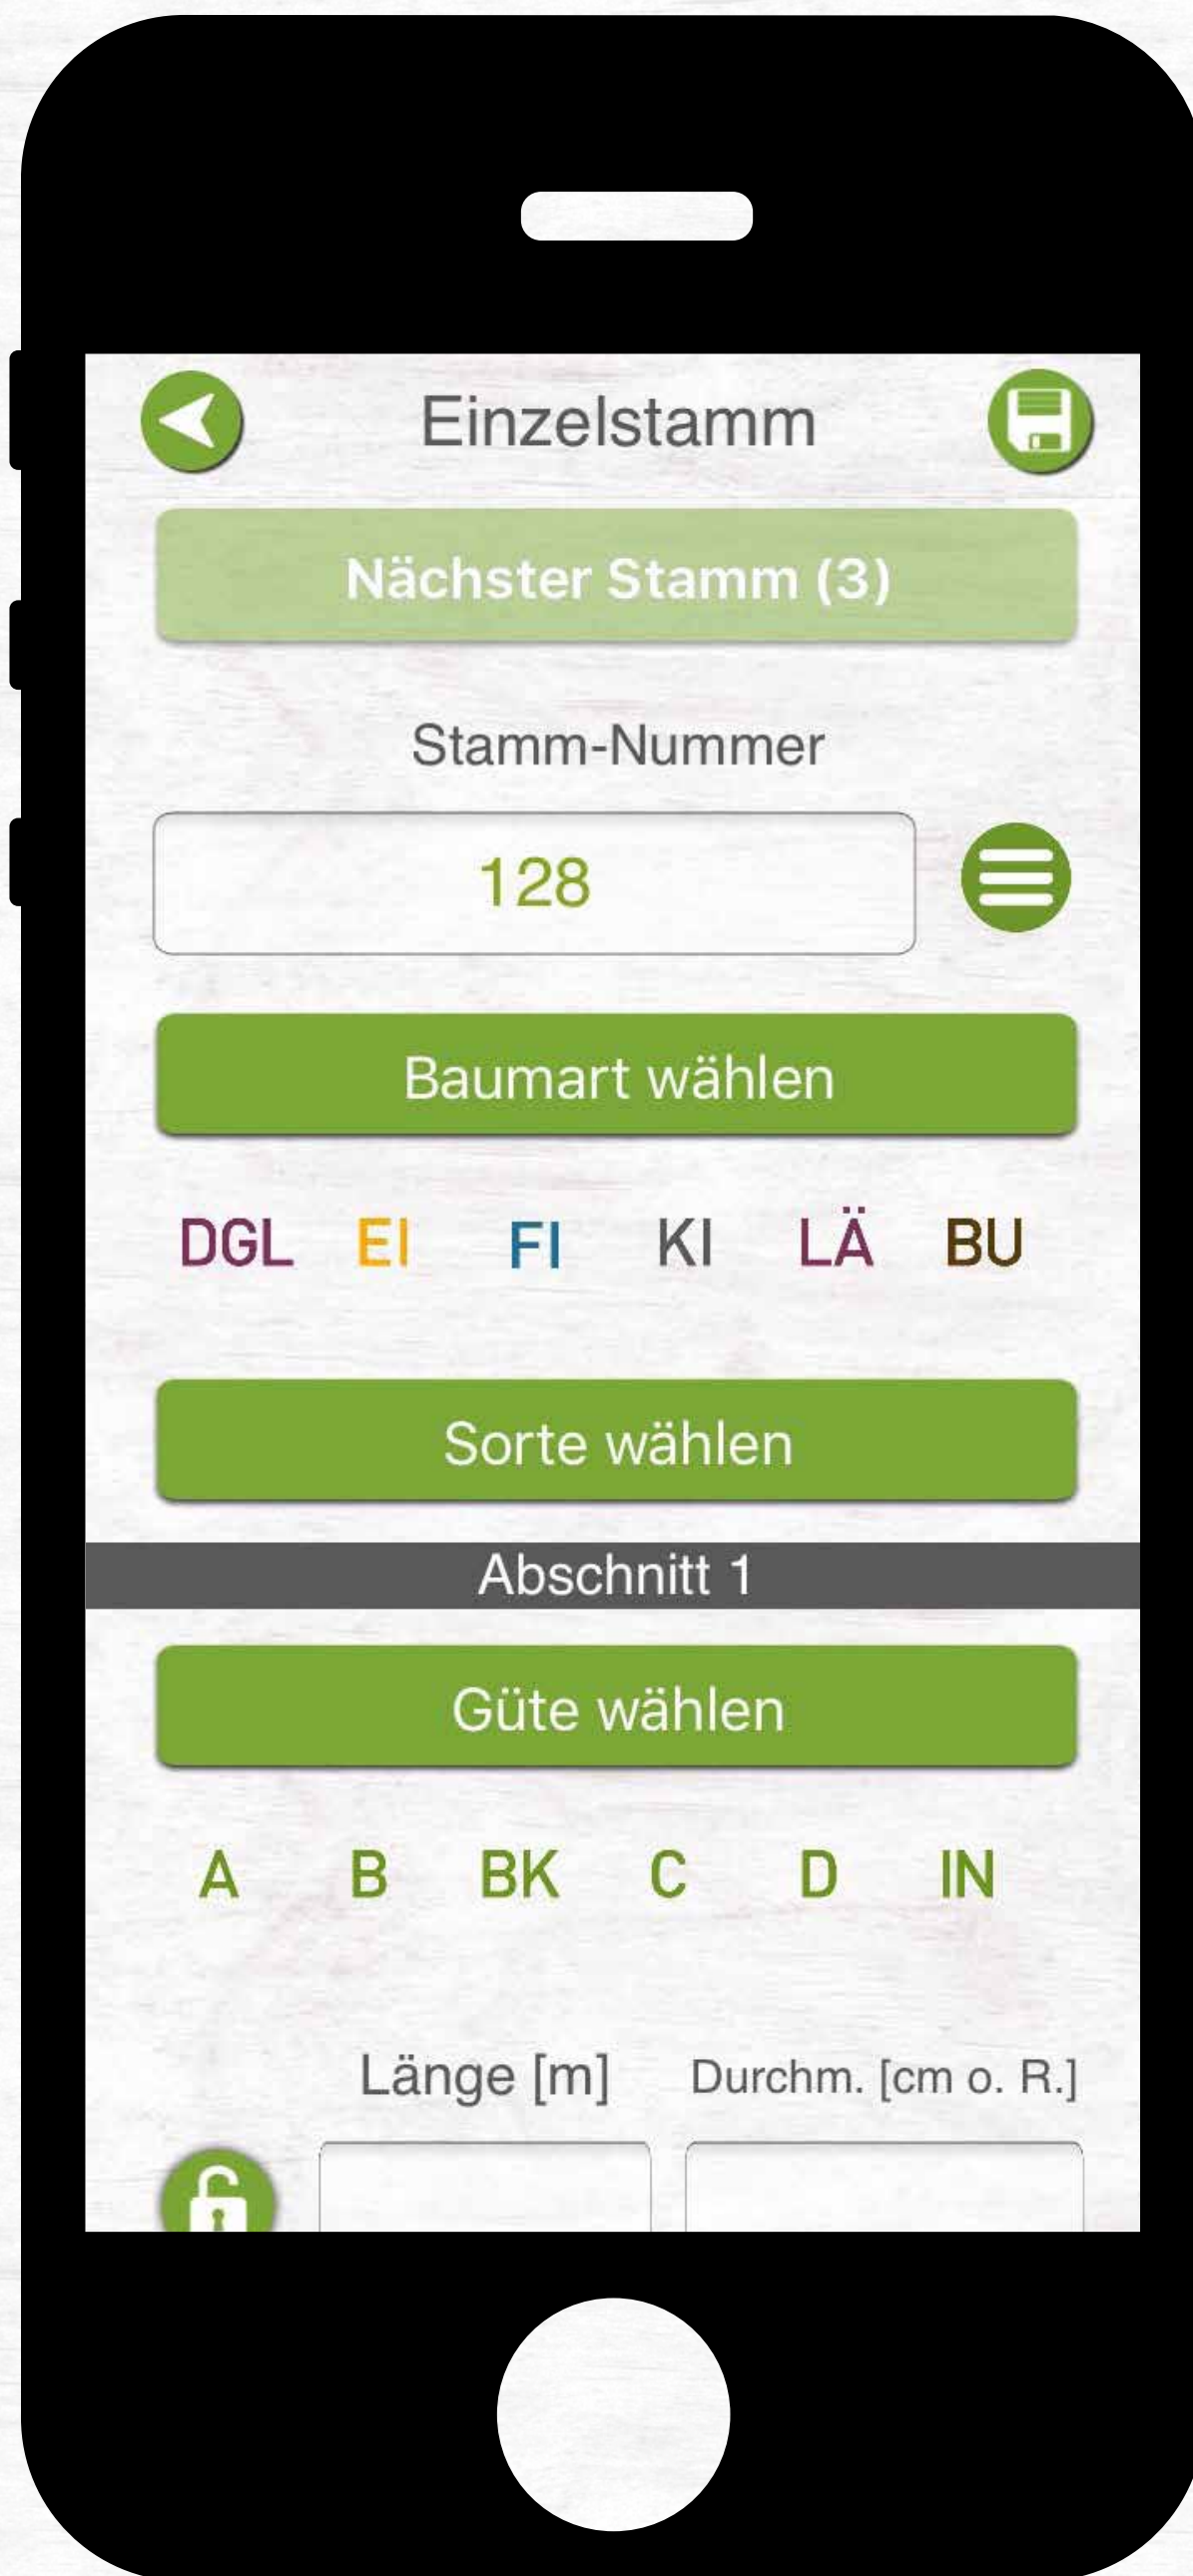 Einzelstamm
Nächster Stamm (3)
Stamm-Nummer
128
Baumart wählen
DGL EI FI KI LÄ BU
Sorte wählen
Abschnitt 1
Güte wählen
A B BK C D IN
Länge [m] Durchm. [cm o. R.]